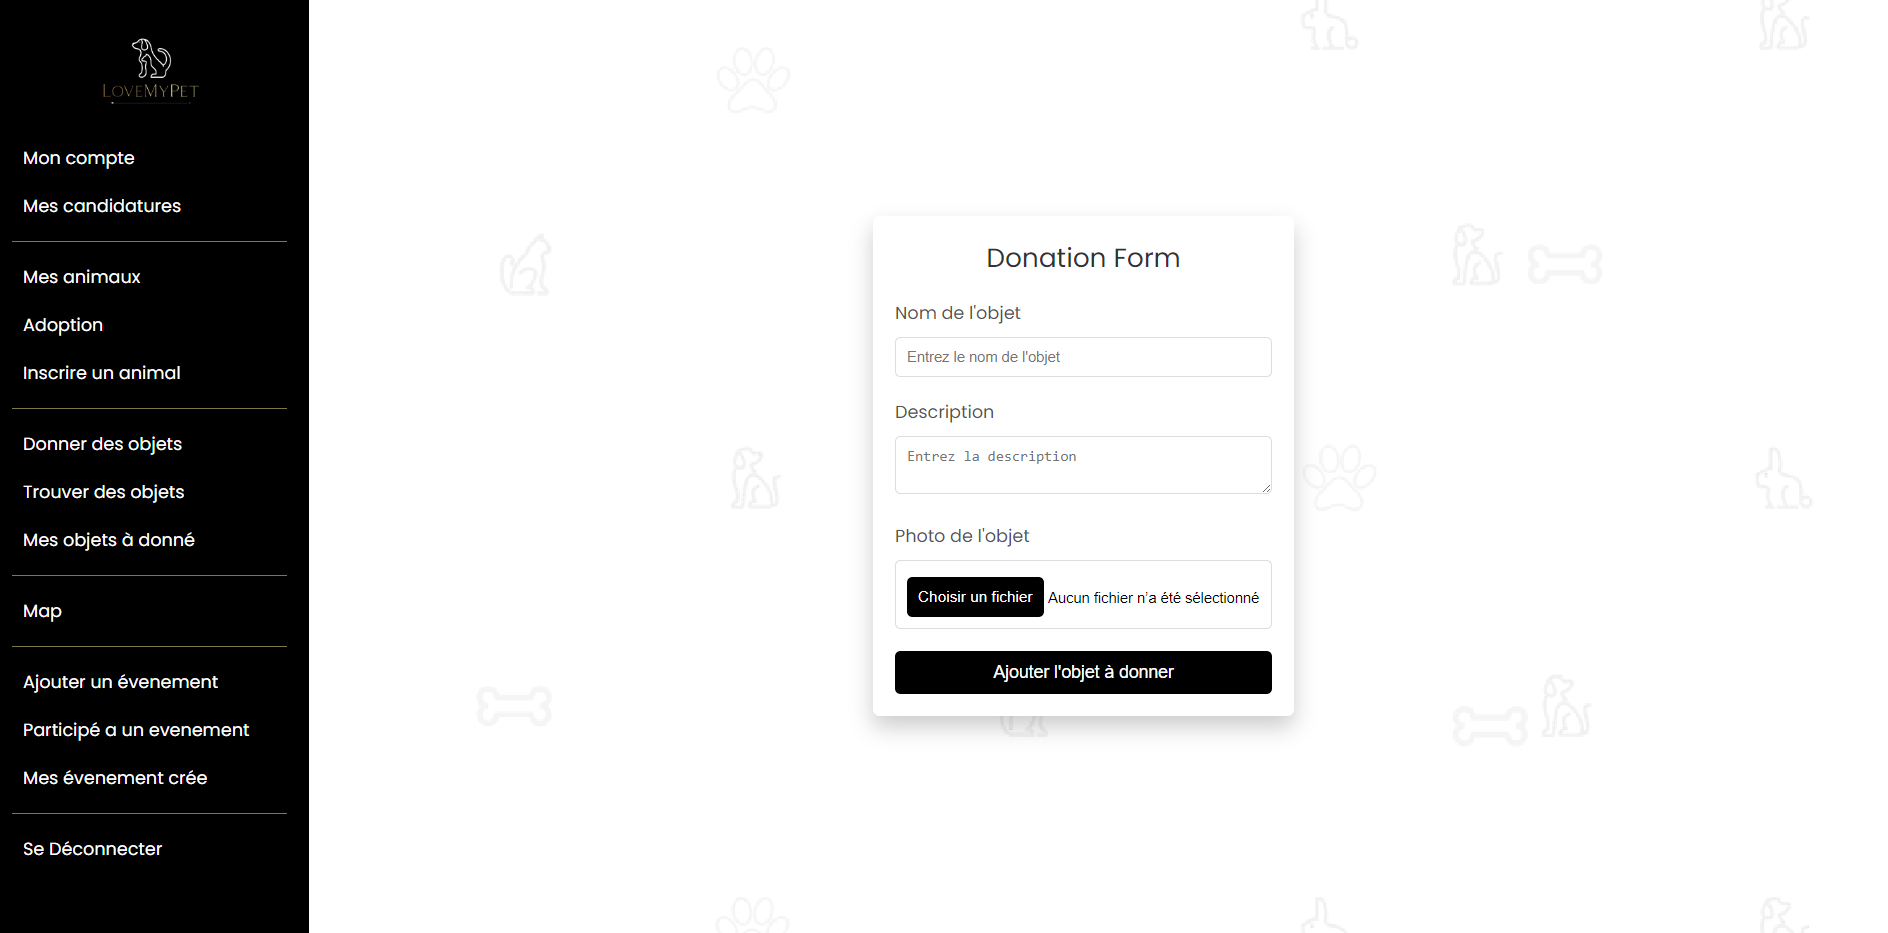 LOVEMYPET
Mon compte
Mes candidatures
Mes animaux
Adoption
Inscrire un animal
Donner des objets
Trouver des objets
Mes objets à donné
Map
Ajouter un évenement
Participé a un evenement
Mes évenement crée
Se Déconnecter
Donation Form
Nom de l'objet
Entrez le nom de l'objet
Description
Entrez la description
Photo de l'objet
Choisir un fichier Aucun fichier n’a été sélectionné
Ajouter l'objet à donner